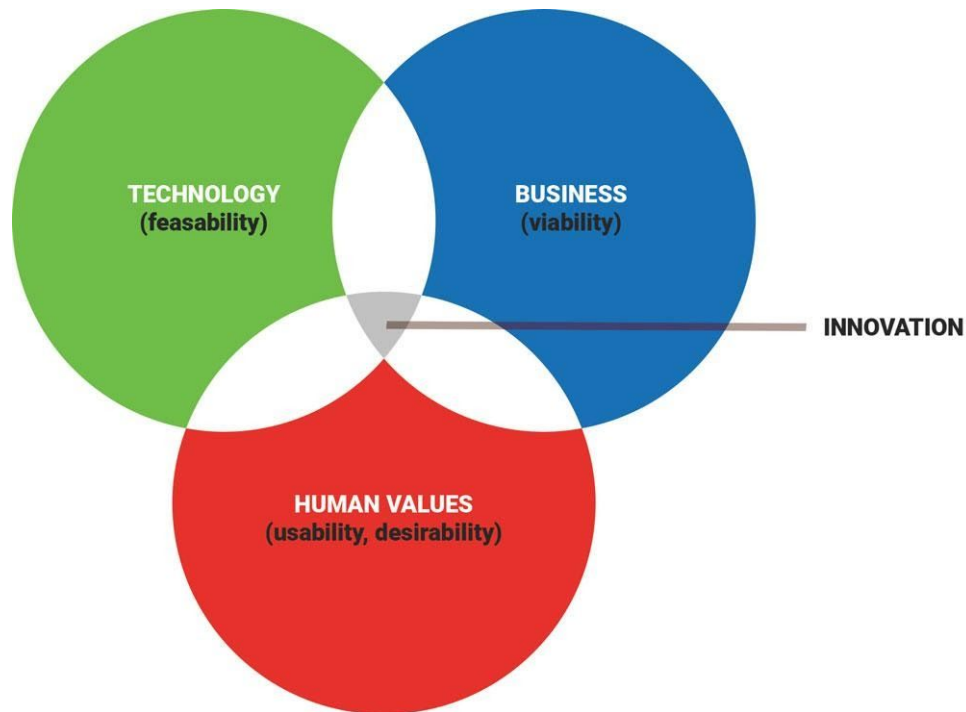 TECHNOLOGY
(feasability)
BUSINESS
(viability)
INNOVATION
HUMAN VALUES
(usability, desirability)